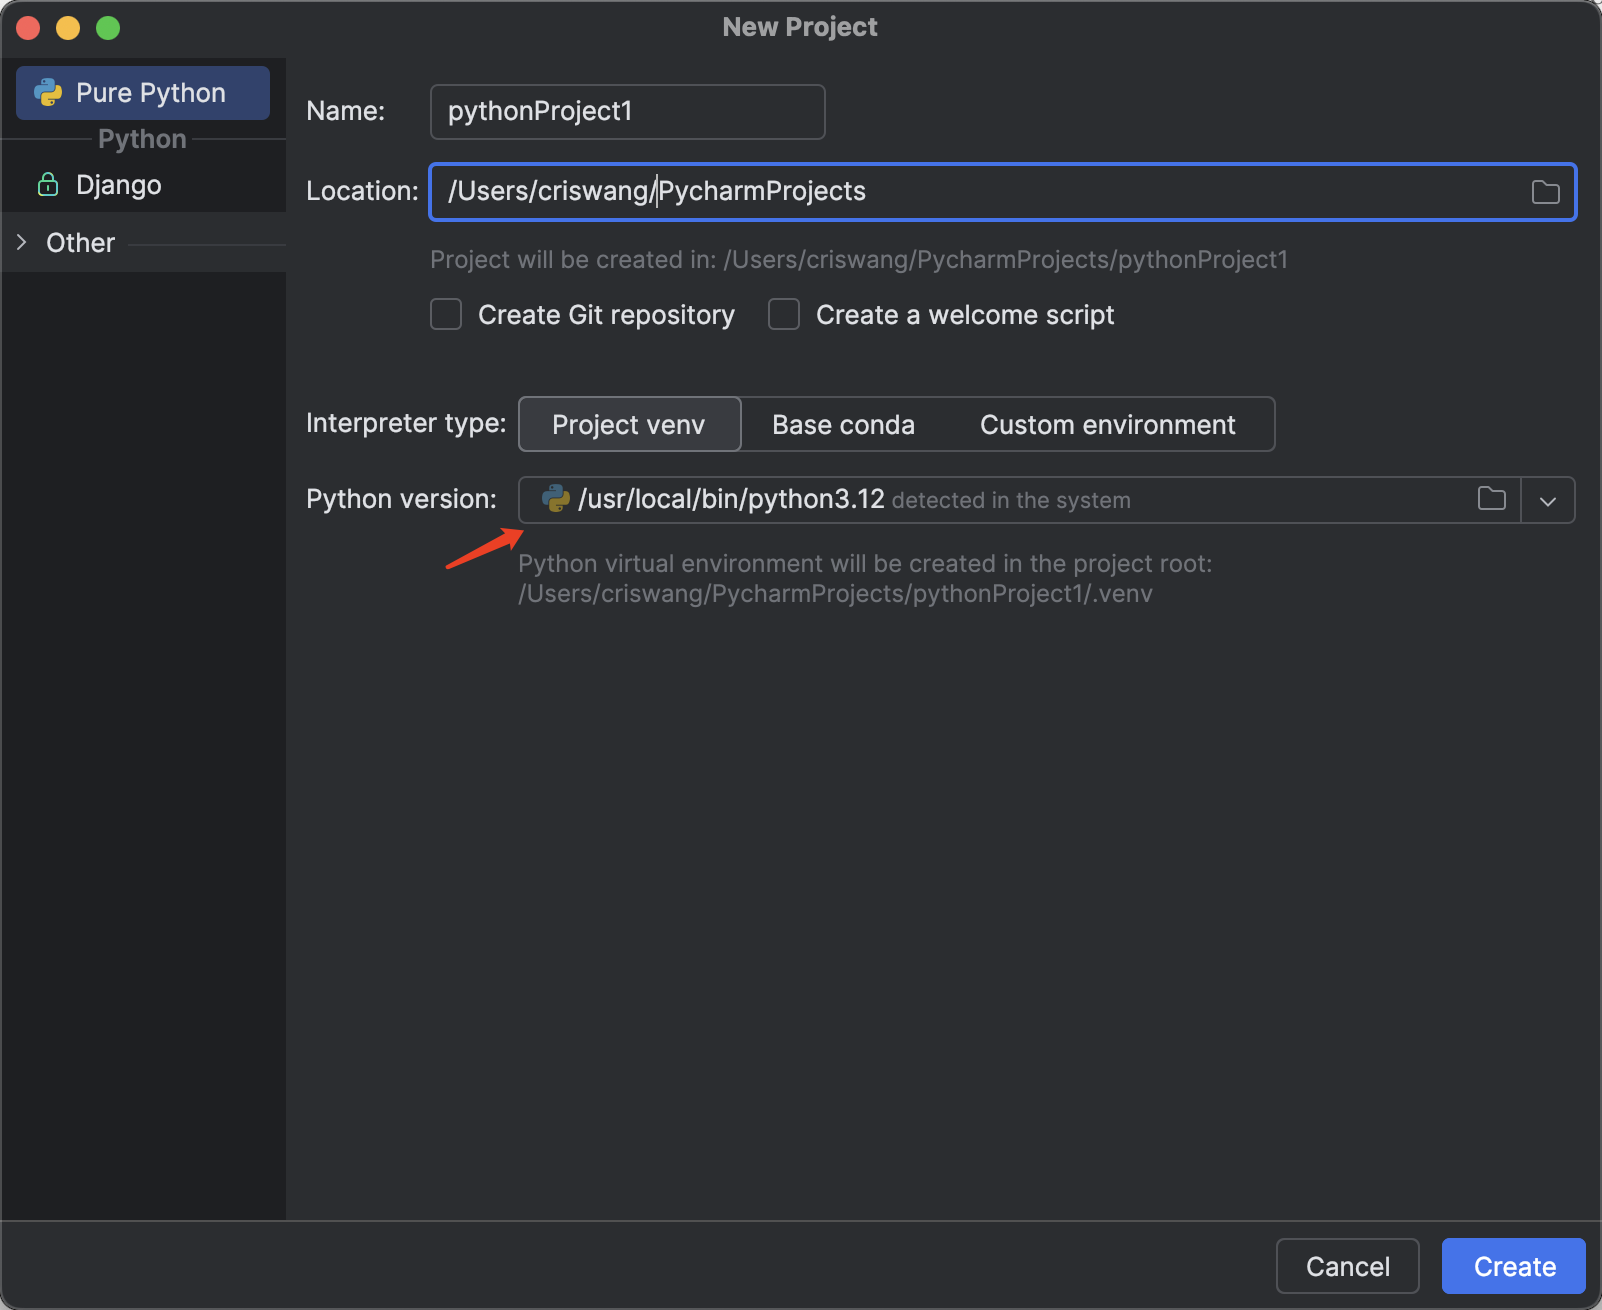 New Project
Pure Python
Python
Django
Other
Name: pythonProject1
Location: /Users/criswang/PycharmProjects
Project will be created in: /Users/criswang/PycharmProjects/pythonProject1
Create Git repository Create a welcome script
Interpreter type: Project venv Base conda Custom environment
Python version: /usr/local/bin/python3.12 detected in the system
Python virtual environment will be created in the project root:
/Users/criswang/PycharmProjects/pythonProject1/.venv
Cancel Create